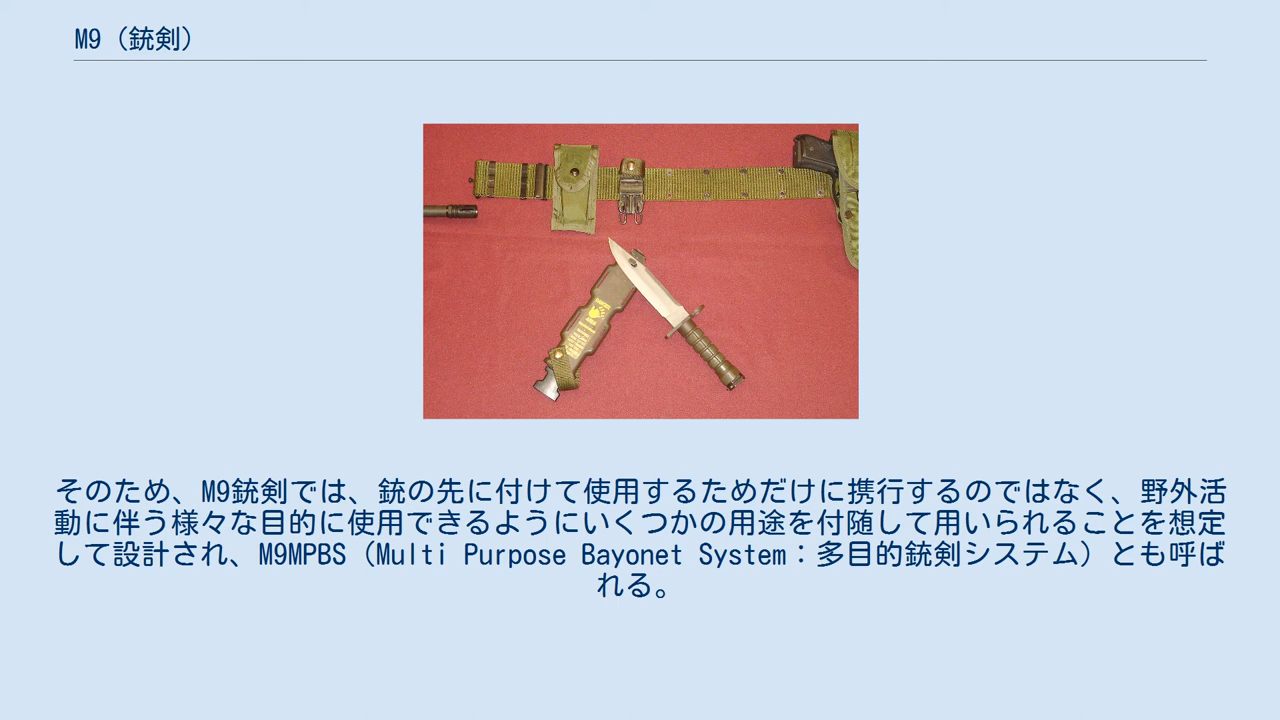 M9（銃剣）
そのため、M9銃剣では、銃の先に付けて使用するためだけに携行するのではなく、野外活
動に伴う様々な目的に使用できるようにいくつかの用途を付随して用いられることを想定
して設計され、M9MPBS（Multi Purpose Bayonet System：多目的銃剣システム）とも呼ば
れる。